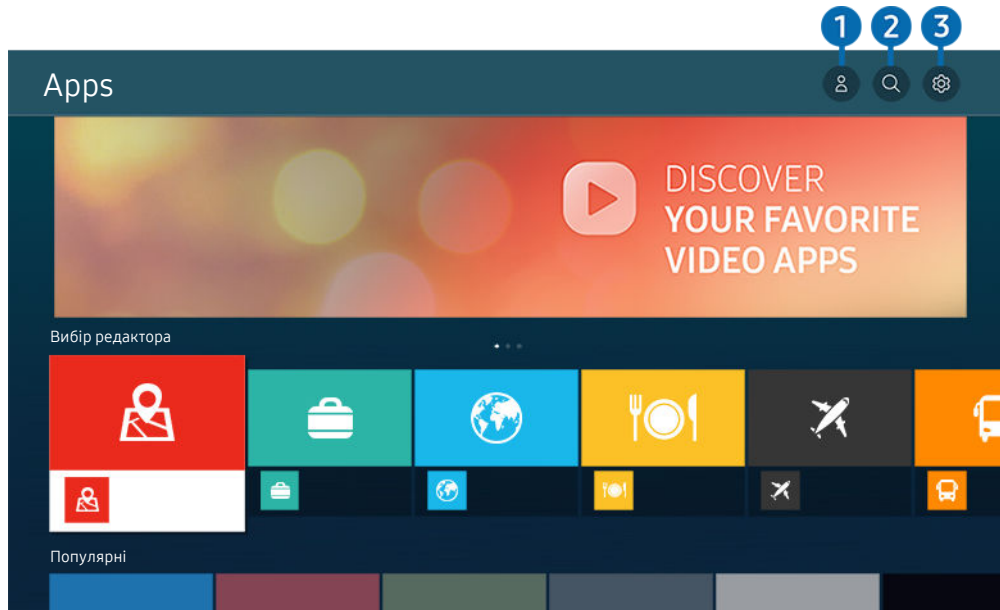 1 2 3
Apps
DISCOVER
YOUR FAVORITE
VIDEO APPS
Вибір редактора
Популярні